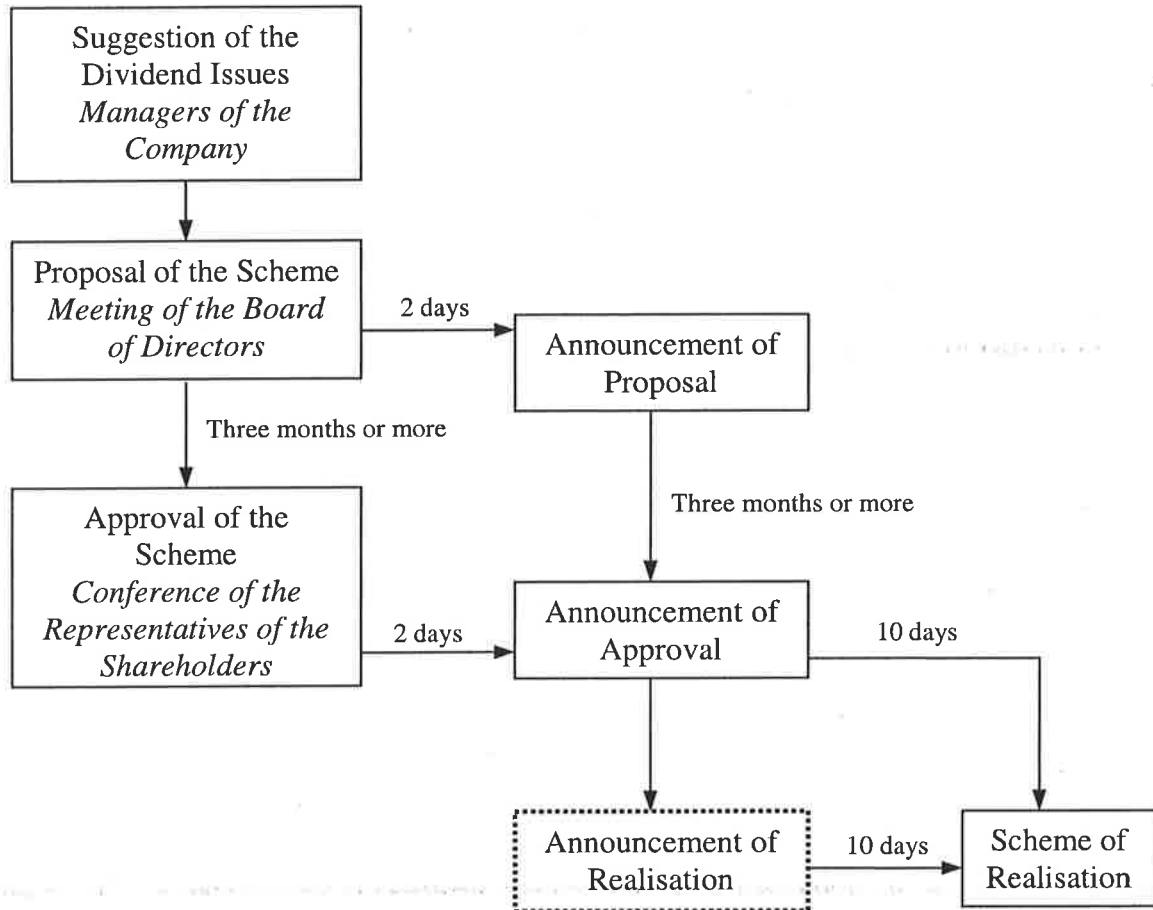 Suggestion of the
Dividend Issues
Managers of the
Company
Proposal of the Scheme
Meeting of the Board
of Directors
2 days
Announcement of
Proposal
Three months or more
Approval of the
Scheme
Conference of the
Representatives of the
Shareholders
Three months or more
2 days
Announcement of
Approval
10 days
Announcement of
Realisation
10 days
Scheme of
Realisation